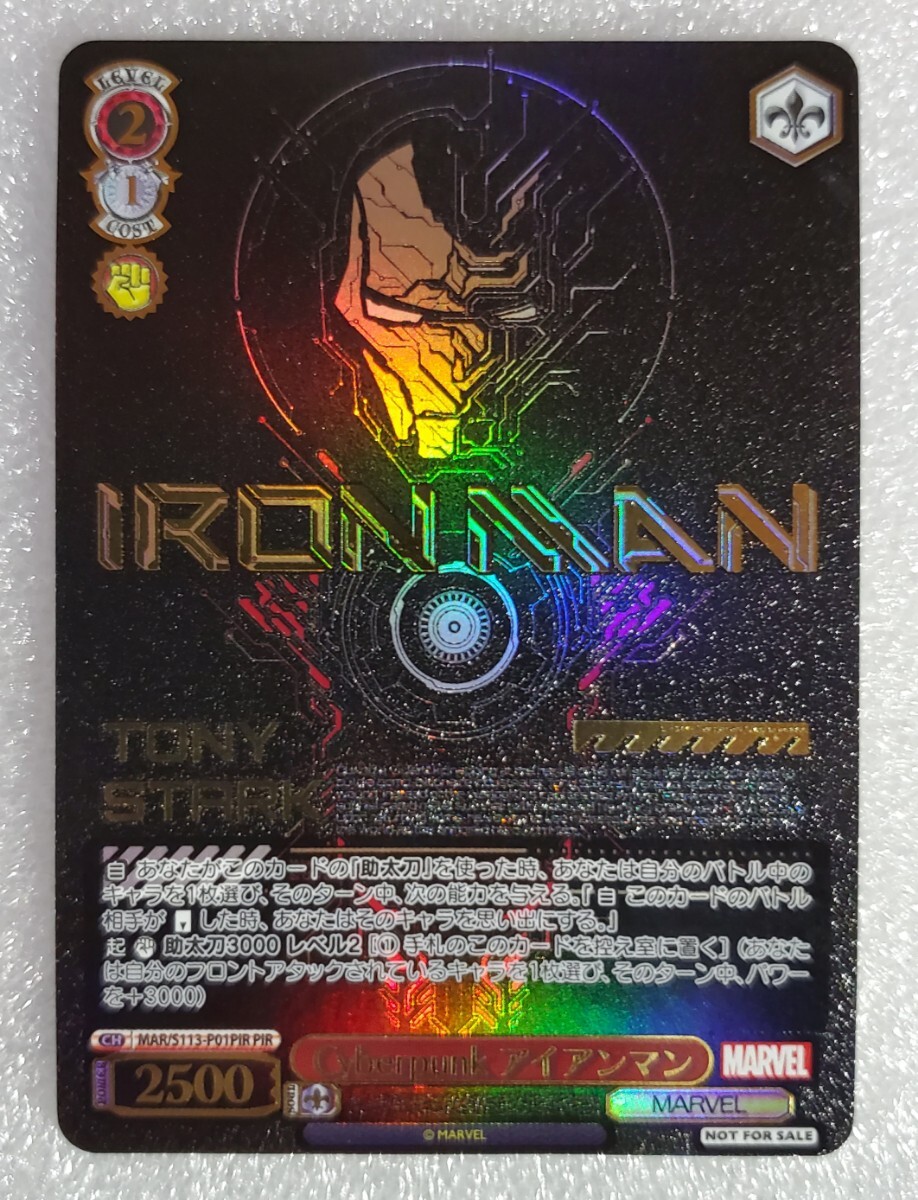 LEVEL
2
1
COST
IRON MAN
TONY
STARK
自 あなたがこのカードの「助太刀」を使った時、あなたは自分のバトル中の
キャラを1枚選び、そのターン中、次の能力を与える。「自 このカードのバトル
相手が した時、あなたはそのキャラを思い出にする。」
起 助太刀3000 レベル2 [① 手札のこのカードを控え室に置く] (あなた
は自分のフロントアタックされているキャラを1枚選び、そのターン中、パワー
を+3000)
CH MAR/S113-P01PIR PIR
Cyberpunk アイアンマン
MARVEL
POWER 2500
MARVEL
© MARVEL
NOT FOR SALE